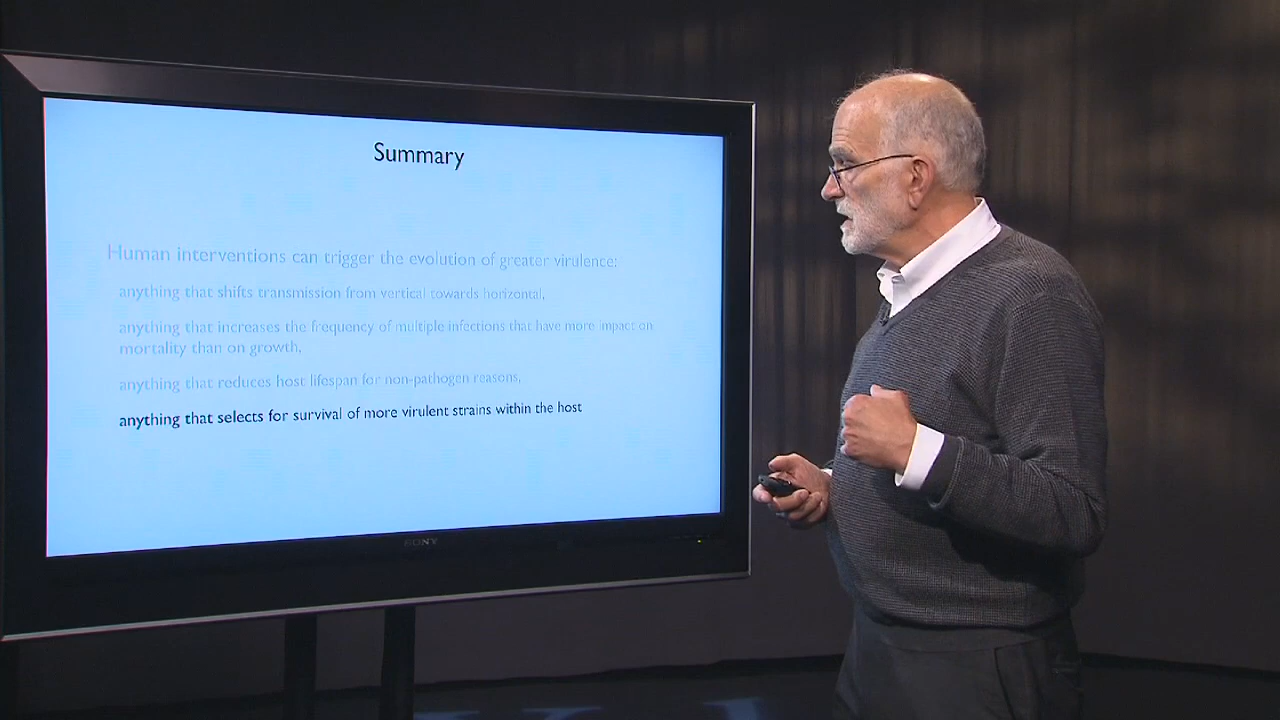 Summary
Human interventions can trigger the evolution of greater virulence:
anything that shifts transmission from vertical towards horizontal,
anything that increases the frequency of multiple infections that have more impact on
mortality than on growth,
anything that reduces host lifespan for non-pathogen reasons,
anything that selects for survival of more virulent strains within the host
SONY